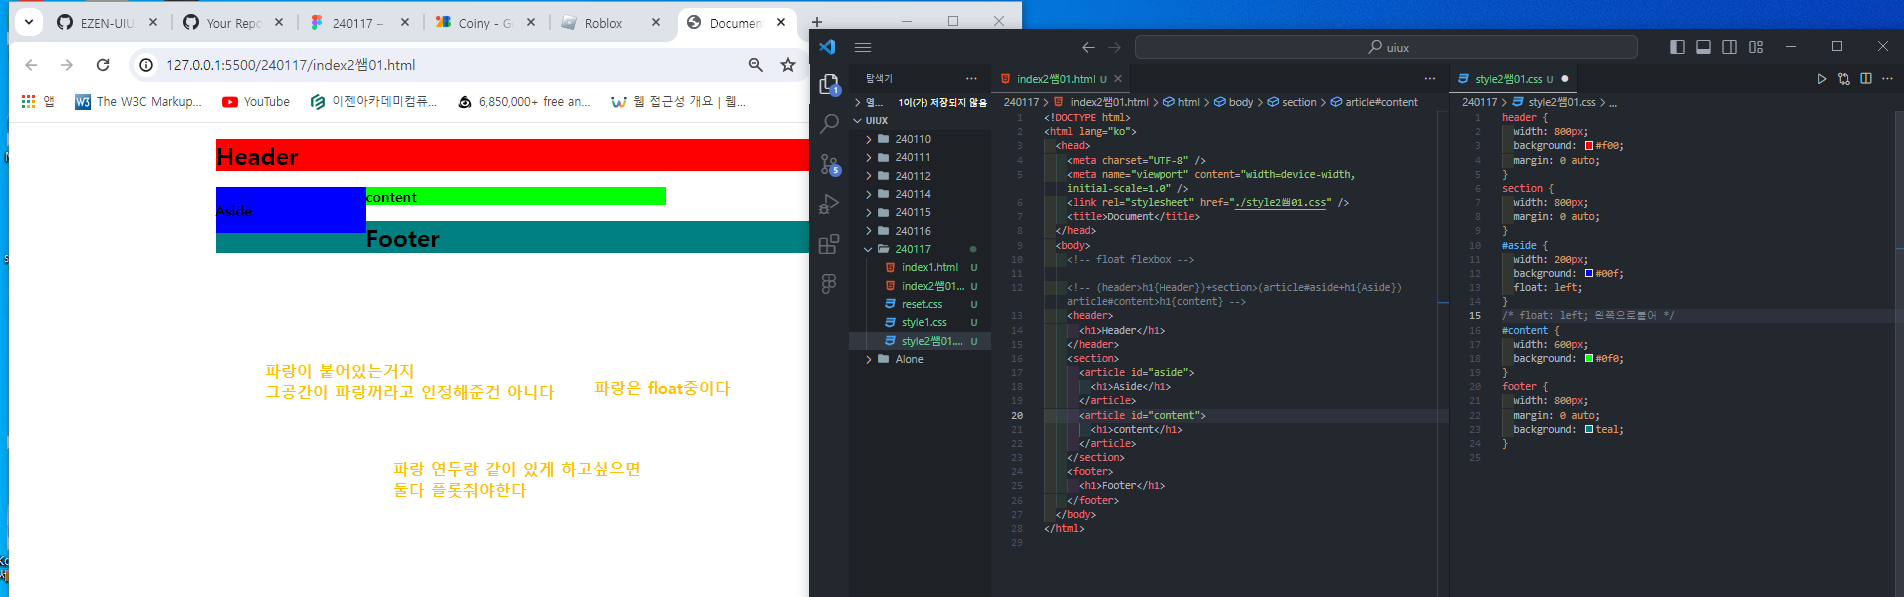 EZEN-UIU
Your Repo
240117 –
Coiny - G
Roblox
Documen
127.0.0.1:5500/240117/index2쌤01.html
앱
The W3C Markup...
YouTube
이젠아카데미컴퓨...
6,850,000+ free an...
웹 접근성 개요 | 웹...
Header
content
Aside
Footer
파랑이 붙어있는거지
그공간이 파랑꺼라고 인정해준건 아니다
파랑은 float중이다
파랑 연두랑 같이 있게 하고싶으면
둘다 플롯줘야한다
uiux
탐색기
열... 1이(가) 저장되지 않음
UIUX
240110
240111
240112
240114
240115
240116
240117
index1.html U
index2쌤01... U
reset.css U
style1.css U
style2쌤01.... U
Alone
1
5
index2쌤01.html U
240117 > index2쌤01.html > html > body > section > article#content
1 <!DOCTYPE html>
2 <html lang="ko">
3 <head>
4 <meta charset="UTF-8" />
5 <meta name="viewport" content="width=device-width,
initial-scale=1.0" />
6 <link rel="stylesheet" href="./style2쌤01.css" />
7 <title>Document</title>
8 </head>
9 <body>
10 <!-- float flexbox -->
11
12 <!-- (header>h1{Header})+section>(article#aside+h1{Aside})
article#content>h1{content} -->
13 <header>
14 <h1>Header</h1>
15 </header>
16 <section>
17 <article id="aside">
18 <h1>Aside</h1>
19 </article>
20 <article id="content">
21 <h1>content</h1>
22 </article>
23 </section>
24 <footer>
25 <h1>Footer</h1>
26 </footer>
27 </body>
28 </html>
29
style2쌤01.css U
240117 > style2쌤01.css > ...
1 header {
2 width: 800px;
3 background: #f00;
4 margin: 0 auto;
5 }
6 section {
7 width: 800px;
8 margin: 0 auto;
9 }
10 #aside {
11 width: 200px;
12 background: #00f;
13 float: left;
14 }
15 /* float: left; 왼쪽으로붙어 */
16 #content {
17 width: 600px;
18 background: #0f0;
19 }
20 footer {
21 width: 800px;
22 margin: 0 auto;
23 background: teal;
24 }
25